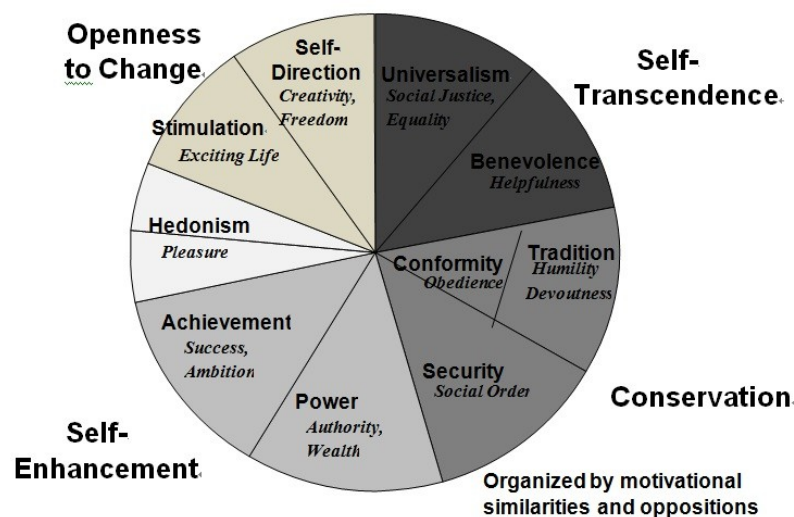 Openness
to Change
Self-
Direction
Creativity,
Freedom
Universalism
Social Justice,
Equality
Self-
Transcendence
Stimulation
Exciting Life
Benevolence
Helpfulness
Hedonism
Pleasure
Conformity
Obedience
Tradition
Humility
Devoutness
Achievement
Success,
Ambition
Security
Social Order
Power
Authority,
Wealth
Conservation
Self-
Enhancement
Organized by motivational
similarities and oppositions